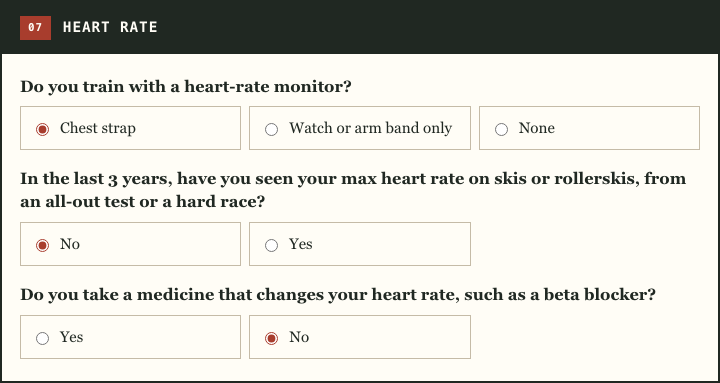 07 HEART RATE
Do you train with a heart-rate monitor?
Chest strap
Watch or arm band only
None
In the last 3 years, have you seen your max heart rate on skis or rollerskis, from
an all-out test or a hard race?
No
Yes
Do you take a medicine that changes your heart rate, such as a beta blocker?
Yes
No